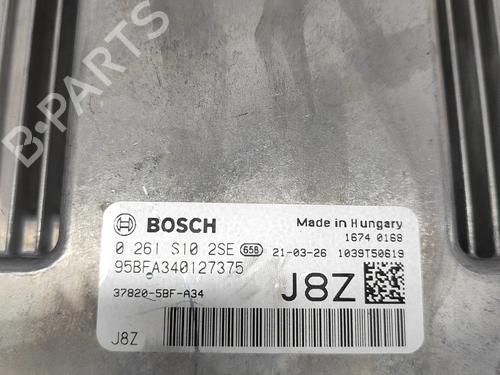 B-PARTS
BOSCH
Made in Hungary
1674 0168
0 261 S10 2SE 658 21-03-26 1039T50619
95BFA340127375
37820-5BF-A34
J8Z
J8Z